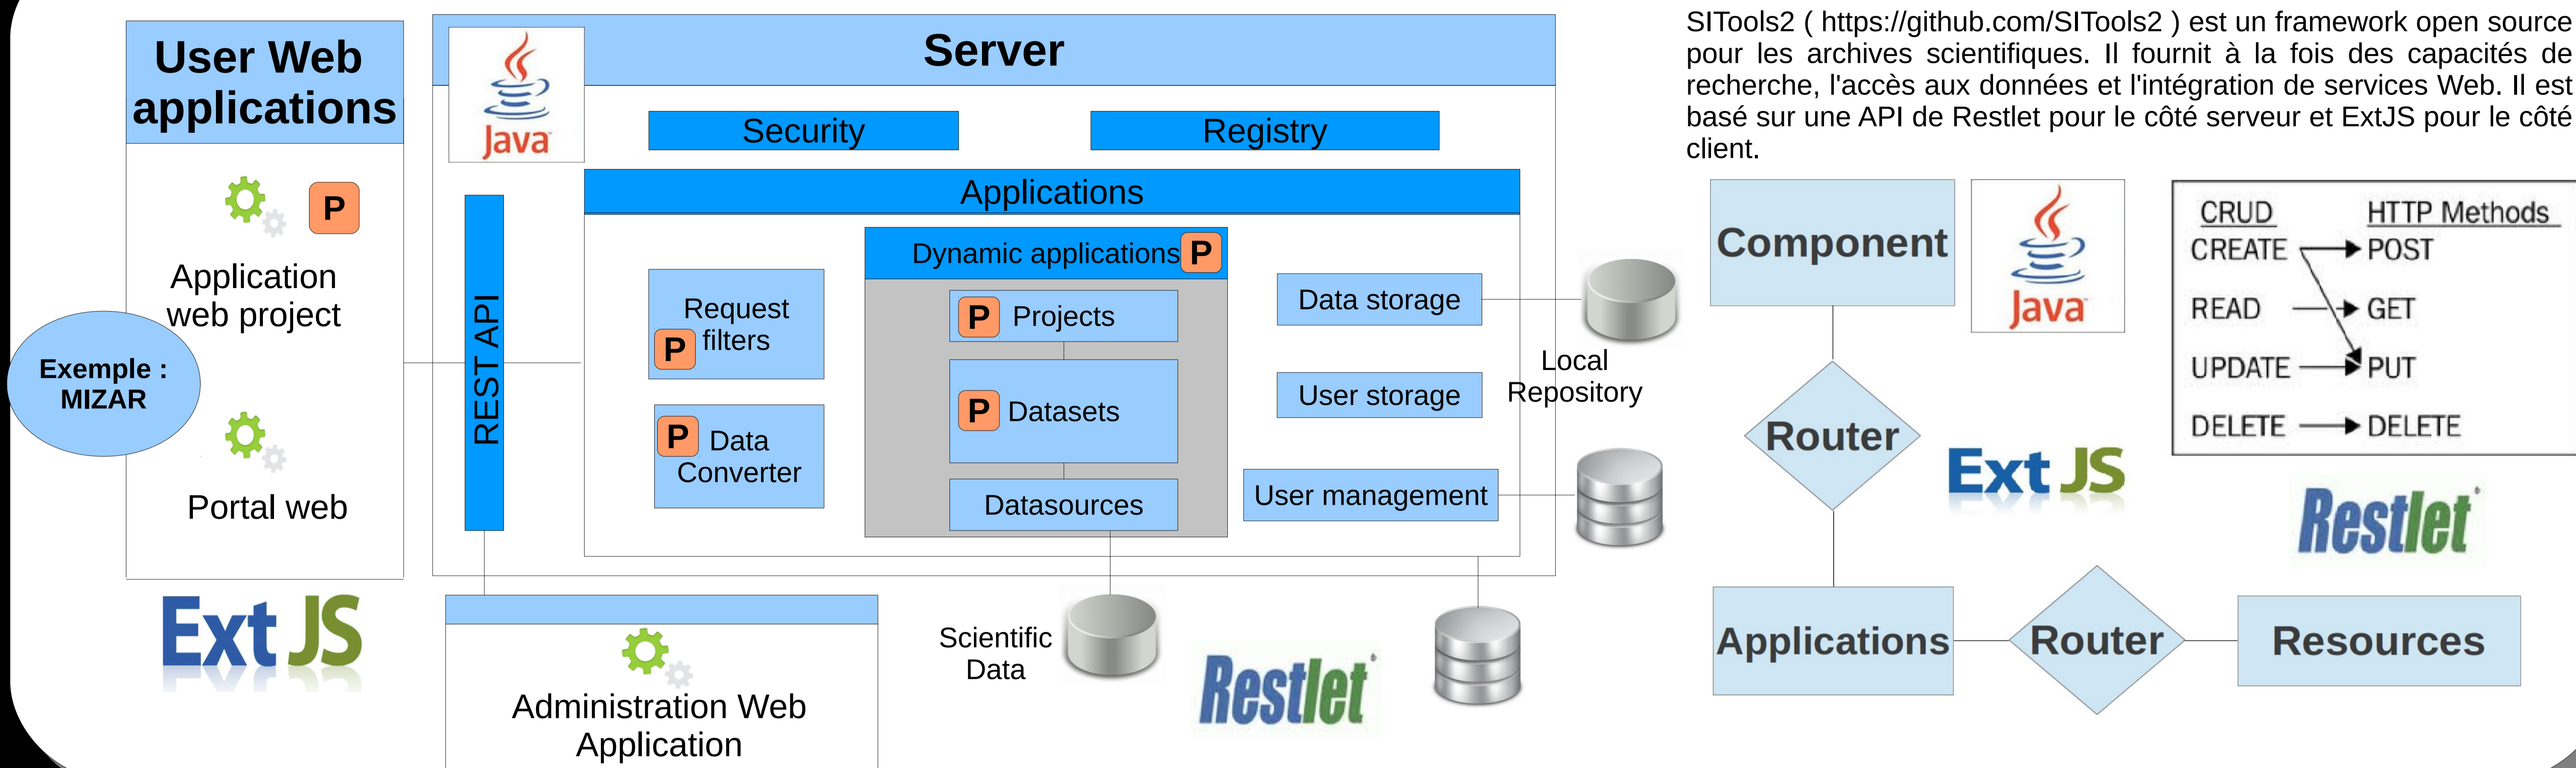 User Web
applications
P
Application
web project
Exemple :
MIZAR
Portal web
Ext JS
Server
Java
Security
Registry
REST API
Applications
Request
filters
P
P
Data
Converter
Dynamic applications
P
P
Projects
P
Datasets
Datasources
Data storage
User storage
User management
Local
Repository
Administration Web
Application
Scientific
Data
Restlet
SITools2 ( https://github.com/SITools2 ) est un framework open source
pour les archives scientifiques. Il fournit à la fois des capacités de
recherche, l'accès aux données et l'intégration de services Web. Il est
basé sur une API de Restlet pour le côté serveur et ExtJS pour le côté
client.
Component
Java
Router
Ext JS
Applications
Router
Resources
CRUD HTTP Methods
CREATE POST
READ GET
UPDATE PUT
DELETE DELETE
Restlet